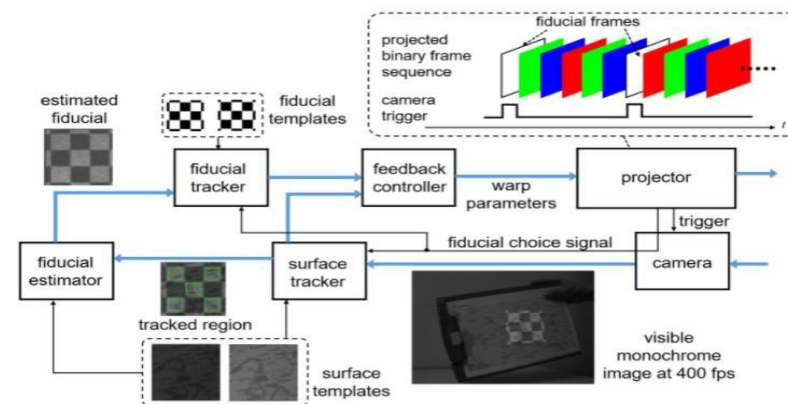 fiducial frames
projected
binary frame
sequence
camera
trigger
t
estimated
fiducial
fiducial
templates
fiducial
tracker
feedback
controller
warp
parameters
projector
trigger
fiducial choice signal
fiducial
estimator
surface
tracker
camera
tracked region
surface
templates
visible
monochrome
image at 400 fps